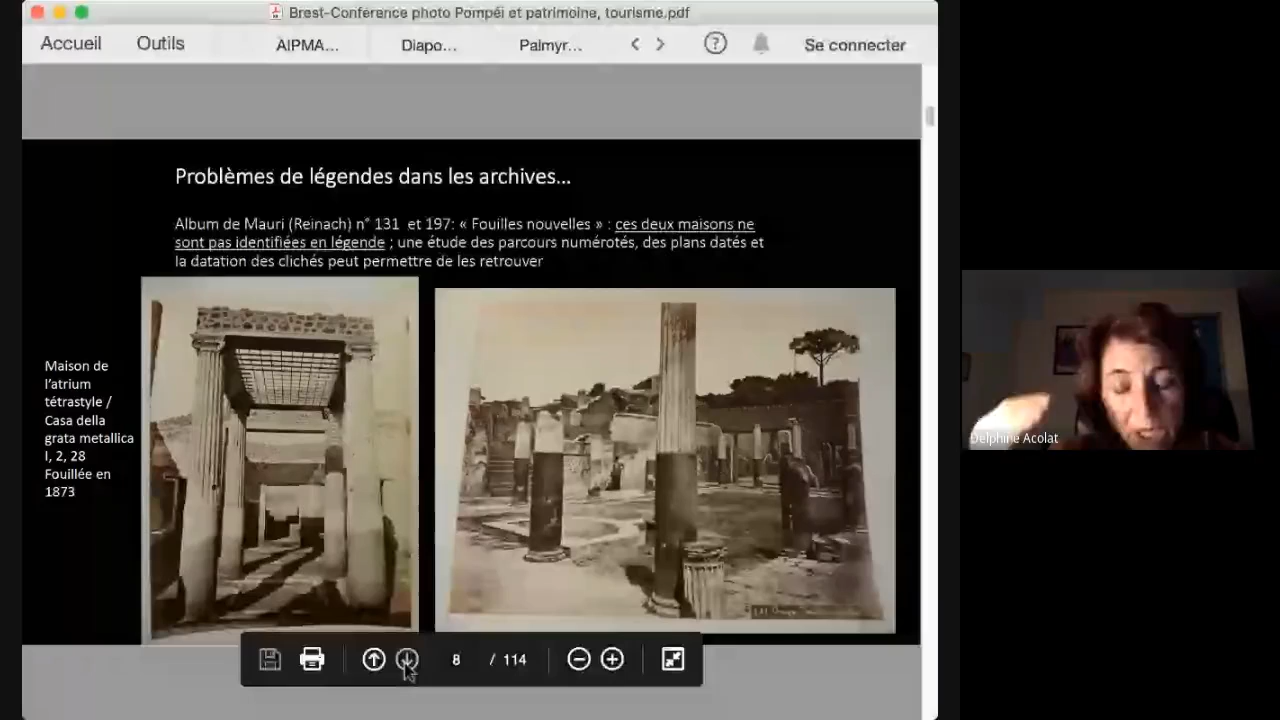 Brest-Conférence photo Pompéi et patrimoine, tourisme.pdf
Accueil Outils AIPMA... Diapo... Palmyr... Se connecter
Problèmes de légendes dans les archives...
Album de Mauri (Reinach) n° 131 et 197: « Fouilles nouvelles » : ces deux maisons ne
sont pas identifiées en légende ; une étude des parcours numérotés, des plans datés et
la datation des clichés peut permettre de les retrouver
Maison de
l'atrium
tétrastyle /
Casa della
grata metallica
I, 2, 28
Fouillée en
1873
8 / 114
Delphine Acolat